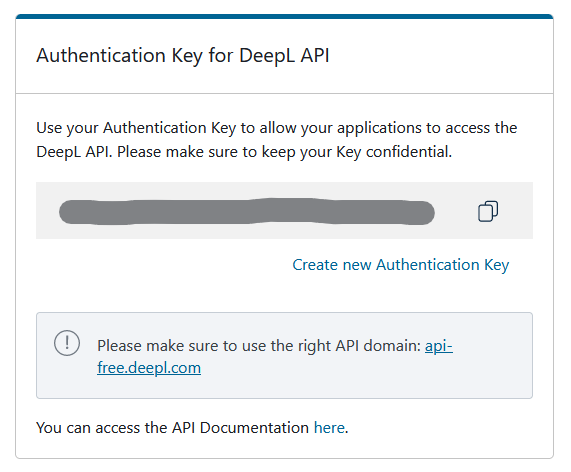 Authentication Key for DeepL API
Use your Authentication Key to allow your applications to access the
DeepL API. Please make sure to keep your Key confidential.
Create new Authentication Key
Please make sure to use the right API domain: api-
free.deepl.com
You can access the API Documentation here.